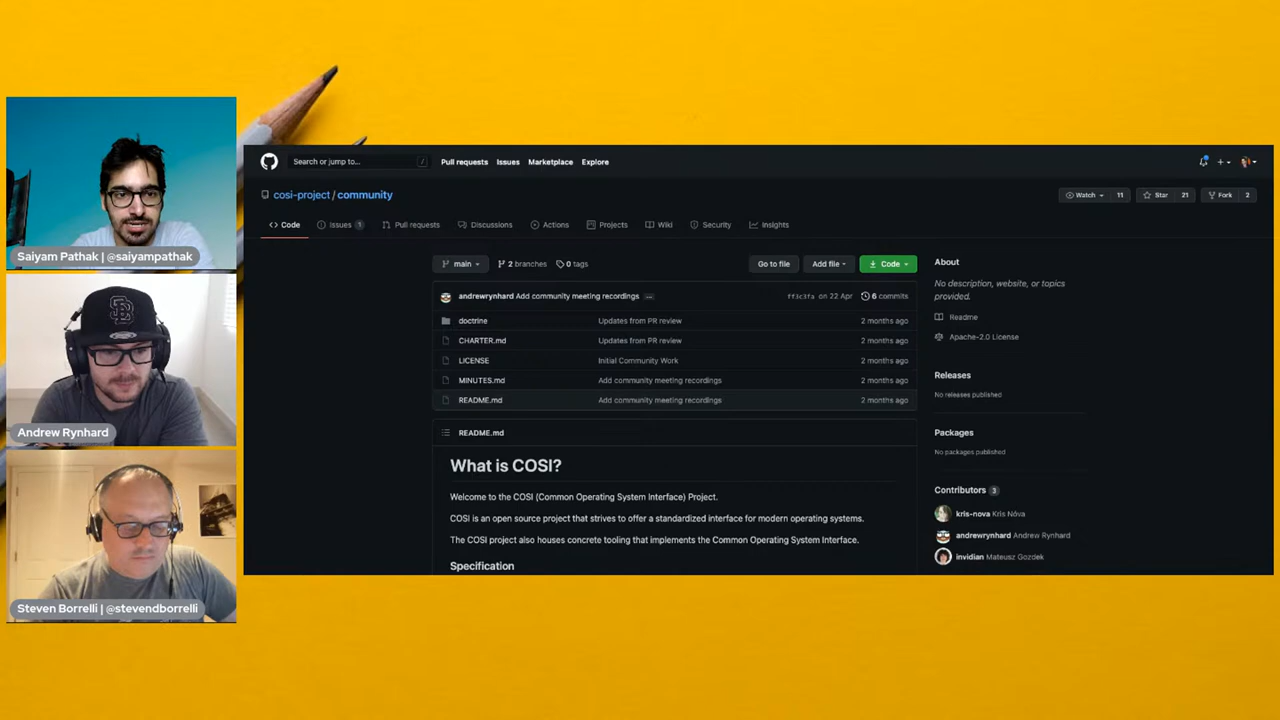 Saiyam Pathak | @saiyampathak
Andrew Rynhard
Steven Borrelli | @stevendborrelli
Search or jump to... /
Pull requests Issues Marketplace Explore
cosi-project / community
Watch 11 Star 21 Fork 2
Code Issues 1 Pull requests Discussions Actions Projects Wiki Security Insights
main 2 branches 0 tags Go to file Add file Code
andrewrynhard Add community meeting recordings ... ff3c3fa on 22 Apr 6 commits
doctrine Updates from PR review 2 months ago
CHARTER.md Updates from PR review 2 months ago
LICENSE Initial Community Work 2 months ago
MINUTES.md Add community meeting recordings 2 months ago
README.md Add community meeting recordings 2 months ago
README.md
What is COSI?
Welcome to the COSI (Common Operating System Interface) Project.
COSI is an open source project that strives to offer a standardized interface for modern operating systems.
The COSI project also houses concrete tooling that implements the Common Operating System Interface.
Specification
About
No description, website, or topics
provided.
Readme
Apache-2.0 License
Releases
No releases published
Packages
No packages published
Contributors 3
kris-nova Kris Nóva
andrewrynhard Andrew Rynhard
invidian Mateusz Gozdek